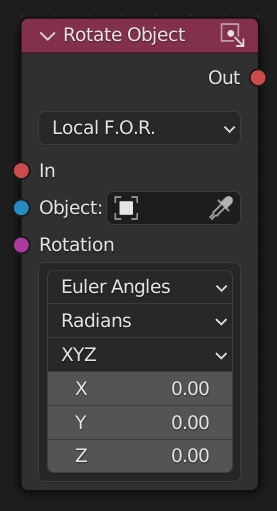 Rotate Object
Out
Local F.O.R.
In
Object:
Rotation
Euler Angles
Radians
XYZ
X 0.00
Y 0.00
Z 0.00